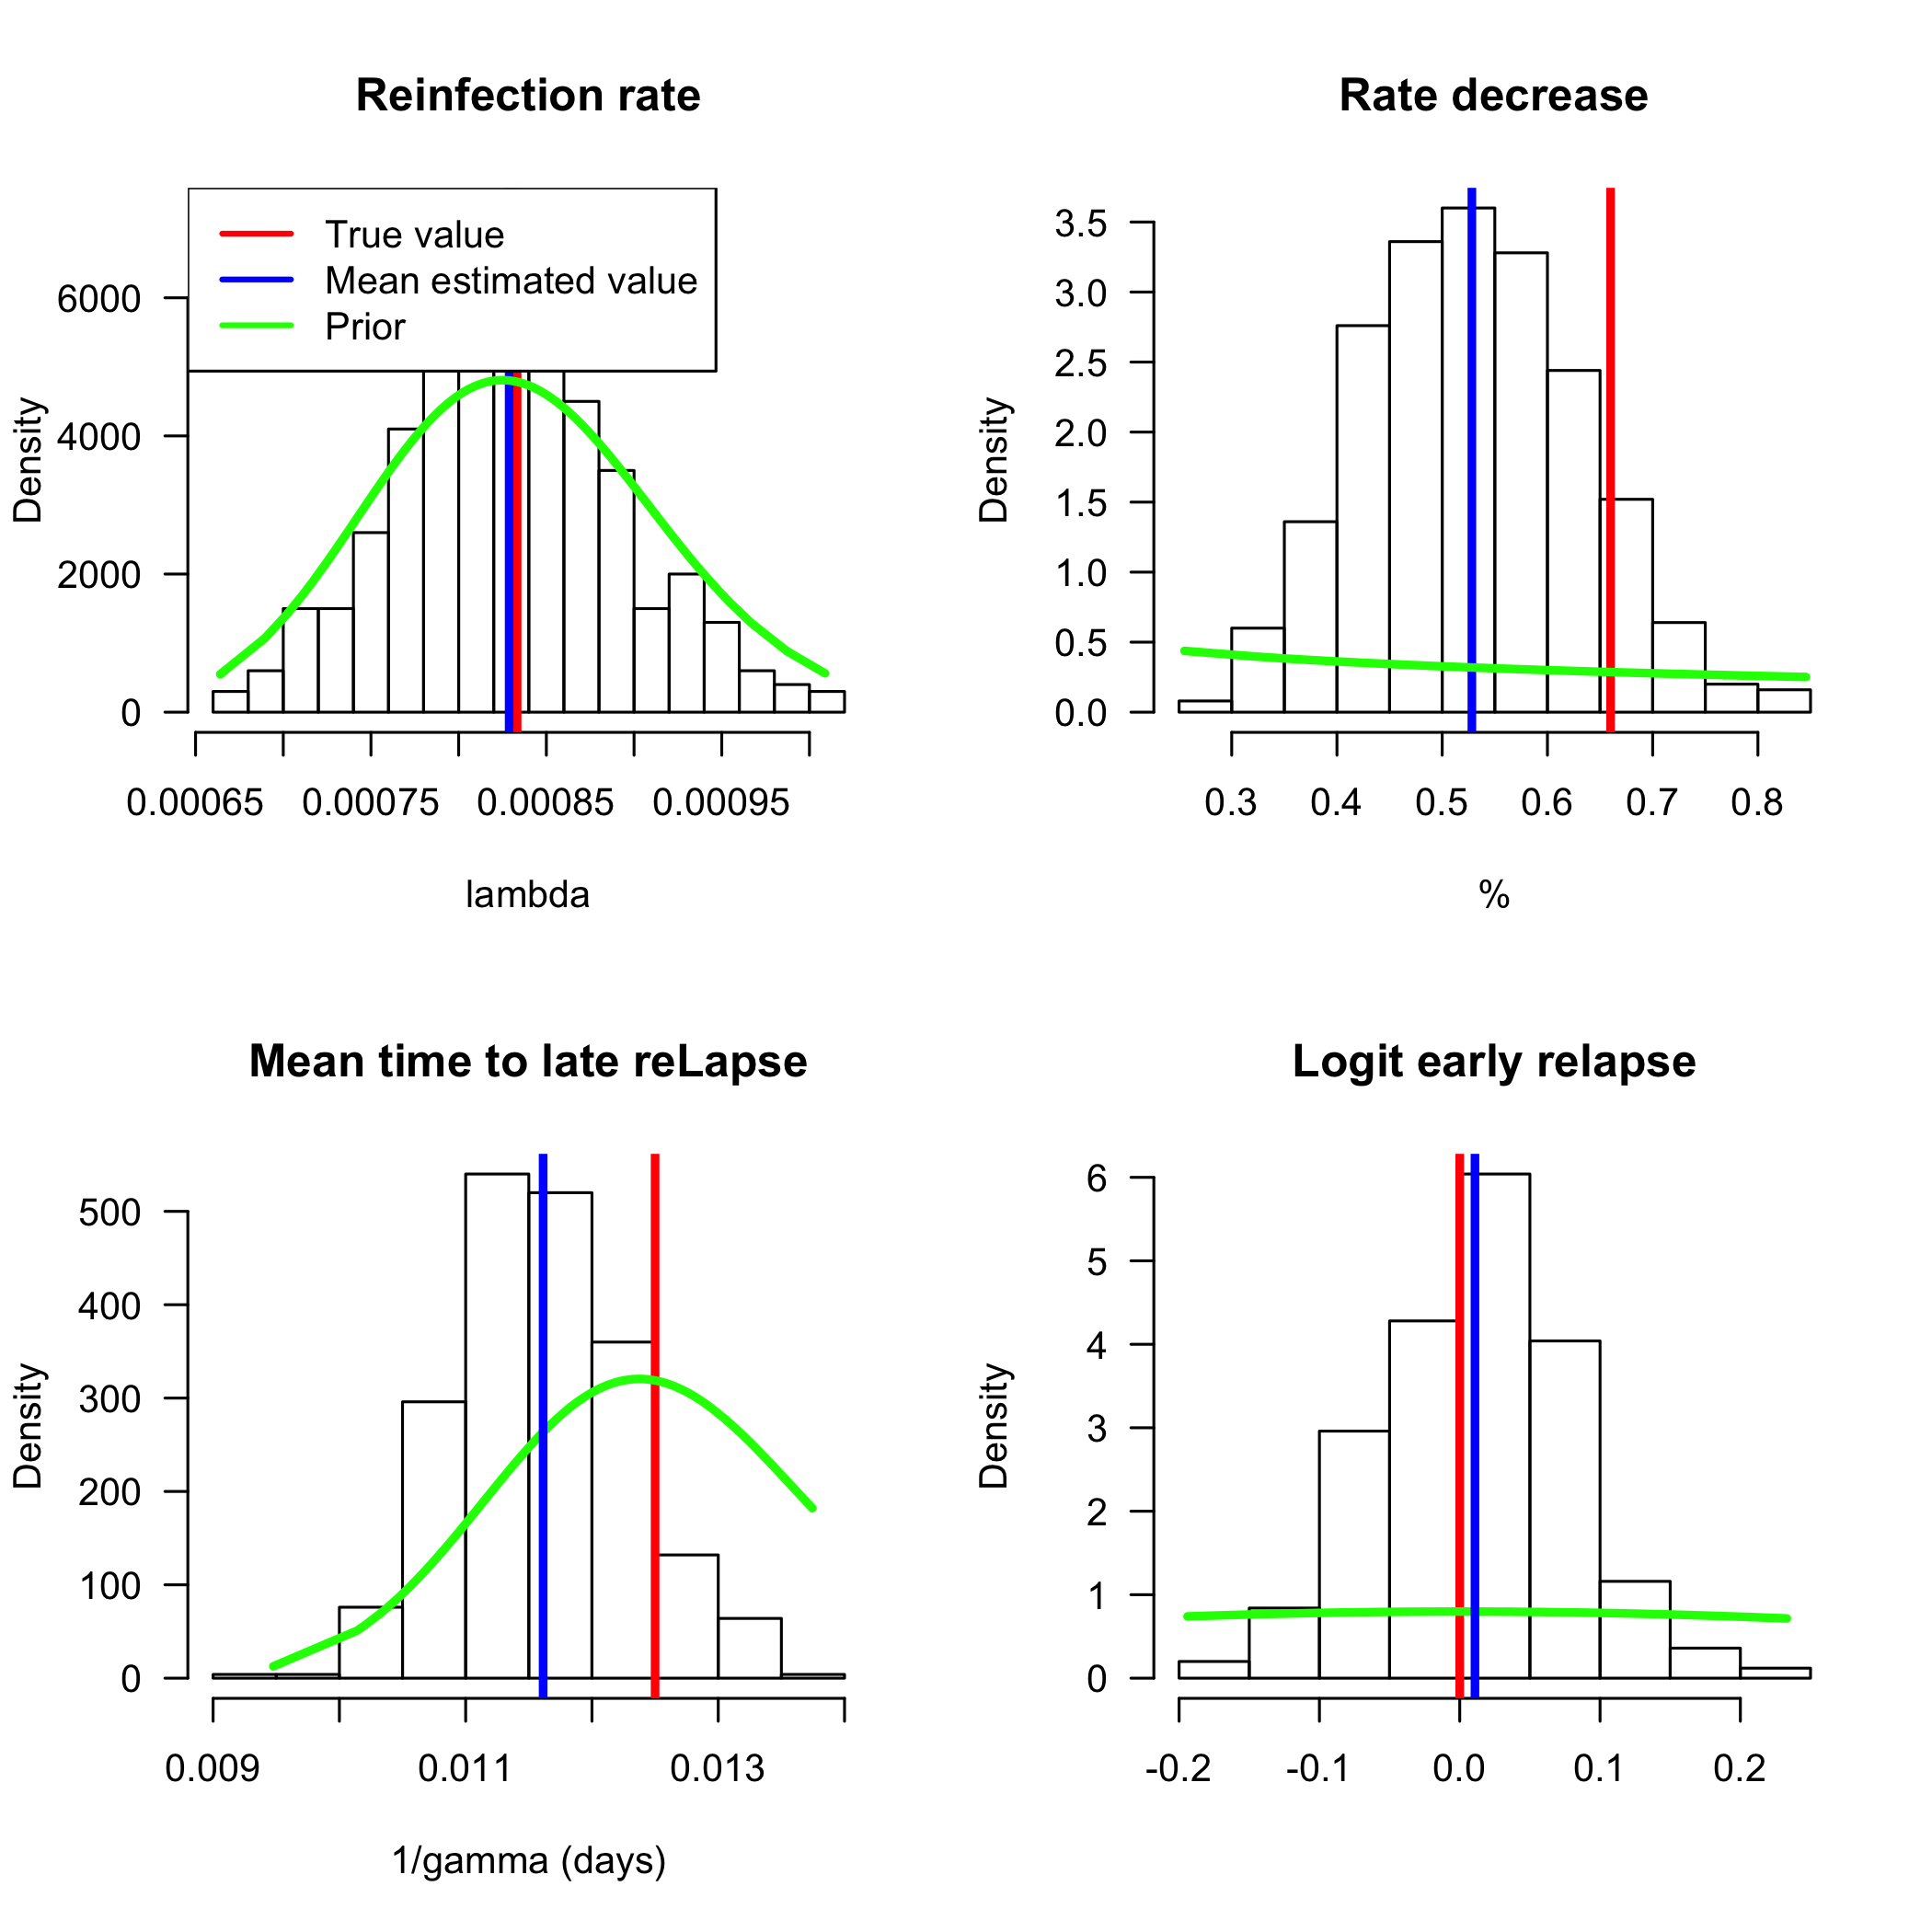 Reinfection rate
True value
Mean estimated value
Prior
Density
6000
4000
2000
0
0.00065 0.00075 0.00085 0.00095
lambda
Rate decrease
Density
3.5
3.0
2.5
2.0
1.5
1.0
0.5
0.0
0.3 0.4 0.5 0.6 0.7 0.8
%
Mean time to late reLapse
Density
500
400
300
200
100
0
0.009 0.011 0.013
1/gamma (days)
Logit early relapse
Density
6
5
4
3
2
1
0
-0.2 -0.1 0.0 0.1 0.2